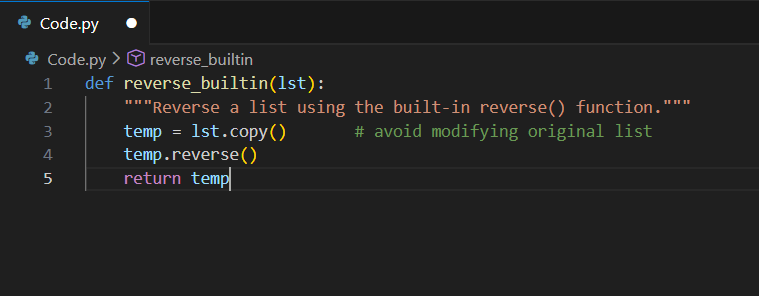 Code.py
Code.py > reverse_builtin
1 def reverse_builtin(lst):
2     """Reverse a list using the built-in reverse() function."""
3     temp = lst.copy()       # avoid modifying original list
4     temp.reverse()
5     return temp